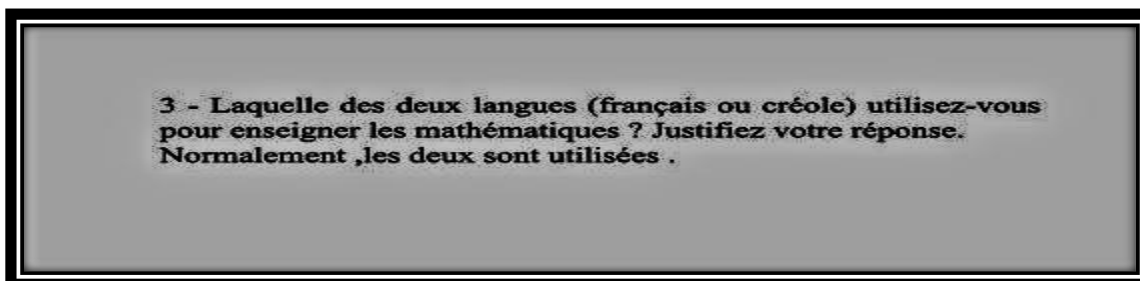 3 - Laquelle des deux langues (français ou créole) utilisez-vous
pour enseigner les mathématiques ? Justifiez votre réponse.
Normalement ,les deux sont utilisées .